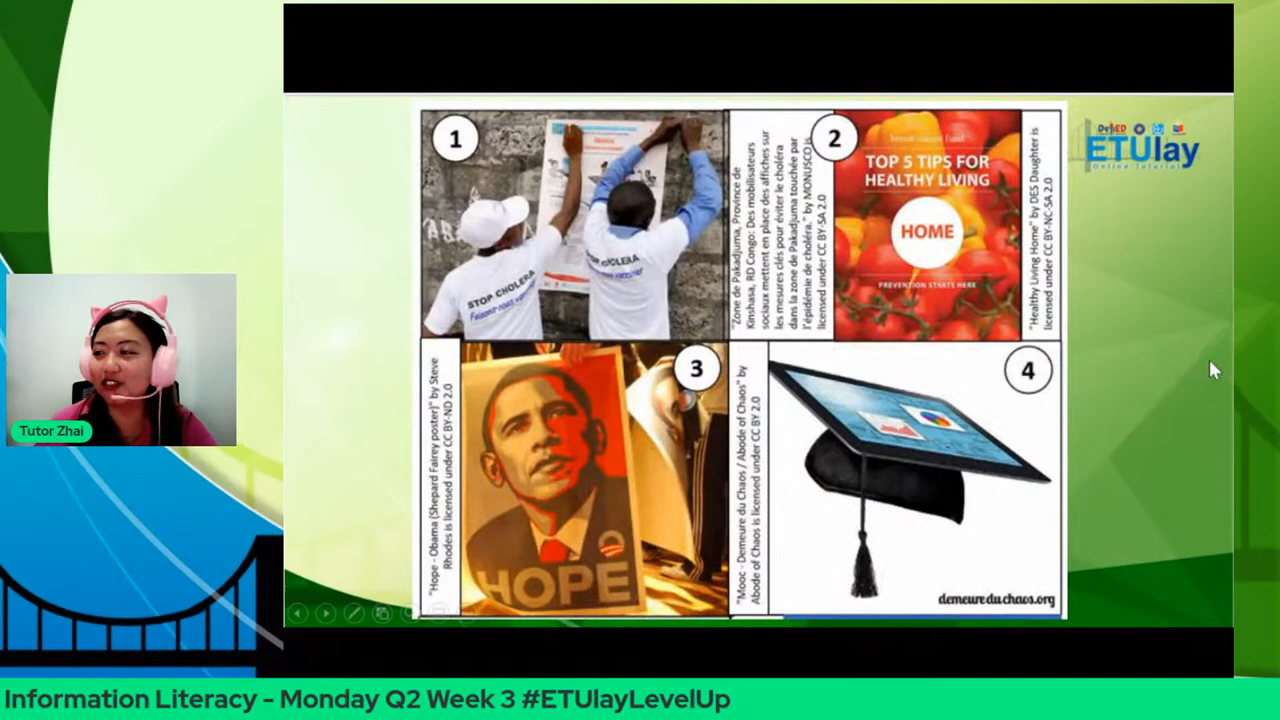 1
STOP CHOLERA
STOP CHOLERA
"Zone de Pakadjuma, Province de
Kinshasa, RD Congo: Des mobilisateurs
sociaux mettent en place des affiches sur
les mesures clés pour éviter le choléra
dans la zone de Pakadjuma touchée par
l'épidémie de choléra." by MONUSCO is
licensed under CC BY-SA 2.0
2
TOP 5 TIPS FOR
HEALTHY LIVING
HOME
PREVENTION STARTS HERE
"Healthy Living Home" by DES Daughter is
licensed under CC BY-NC-SA 2.0
DepED
ETUlay
Online Tutorial
Tutor Zhai
"Hope - Obama (Shepard Fairey poster)" by Steve
Rhodes is licensed under CC BY-ND 2.0
3
HOPE
"Mooc - Demeure du Chaos / Abode of Chaos" by
Abode of Chaos is licensed under CC BY 2.0
4
demeureduchaos.org
Information Literacy - Monday Q2 Week 3 #ETUlayLevelUp